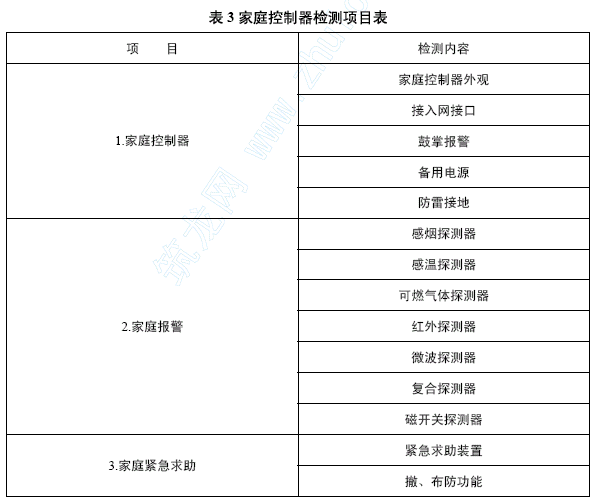 表 3 家庭控制器检测项目表
项 目
检测内容
1.家庭控制器
家庭控制器外观
接入网接口
鼓掌报警
备用电源
防雷接地
2.家庭报警
感烟探测器
感温探测器
可燃气体探测器
红外探测器
微波探测器
复合探测器
磁开关探测器
3.家庭紧急求助
紧急求助装置
撤、布防功能
筑龙网 www.zhu